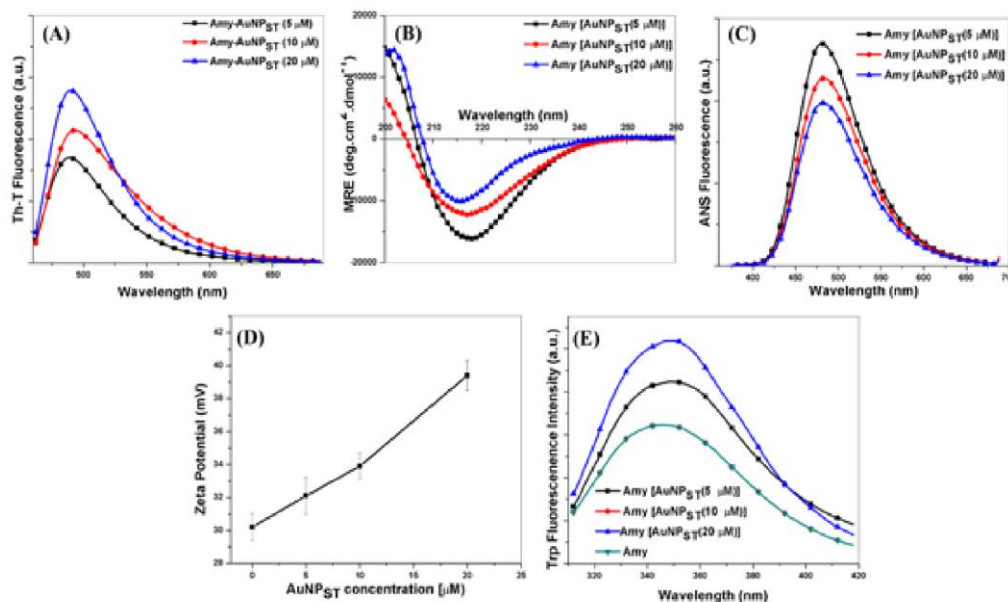 (A)
Amy-AuNPST (5 μM)
Amy-AuNPST (10 μM)
Amy-AuNPST (20 μM)
Th-T Fluorescence (a.u.)
500 550 600 650
Wavelength (nm)
(B)
Amy [AuNPST(5 μM)]
Amy [AuNPST(10 μM)]
Amy [AuNPST(20 μM)]
Wavelength (nm)
200 210 220 230 240 250 260
MRE (deg.cm2.dmol-1)
20000
10000
0
-10000
-20000
(C)
Amy [AuNPST(5 μM)]
Amy [AuNPST(10 μM)]
Amy [AuNPST(20 μM)]
ANS Fluorescence (a.u.)
400 450 500 550 600 650
Wavelength (nm)
(D)
Zeta Potential (mV)
42
40
38
36
34
32
30
28
0 5 10 15 20 25
AuNPST concentration [μM]
(E)
Trp Fluorescenence Intensity (a.u.)
Amy [AuNPST(5 μM)]
Amy [AuNPST(10 μM)]
Amy [AuNPST(20 μM)]
Amy
320 340 360 380 400 420
Wavelength (nm)